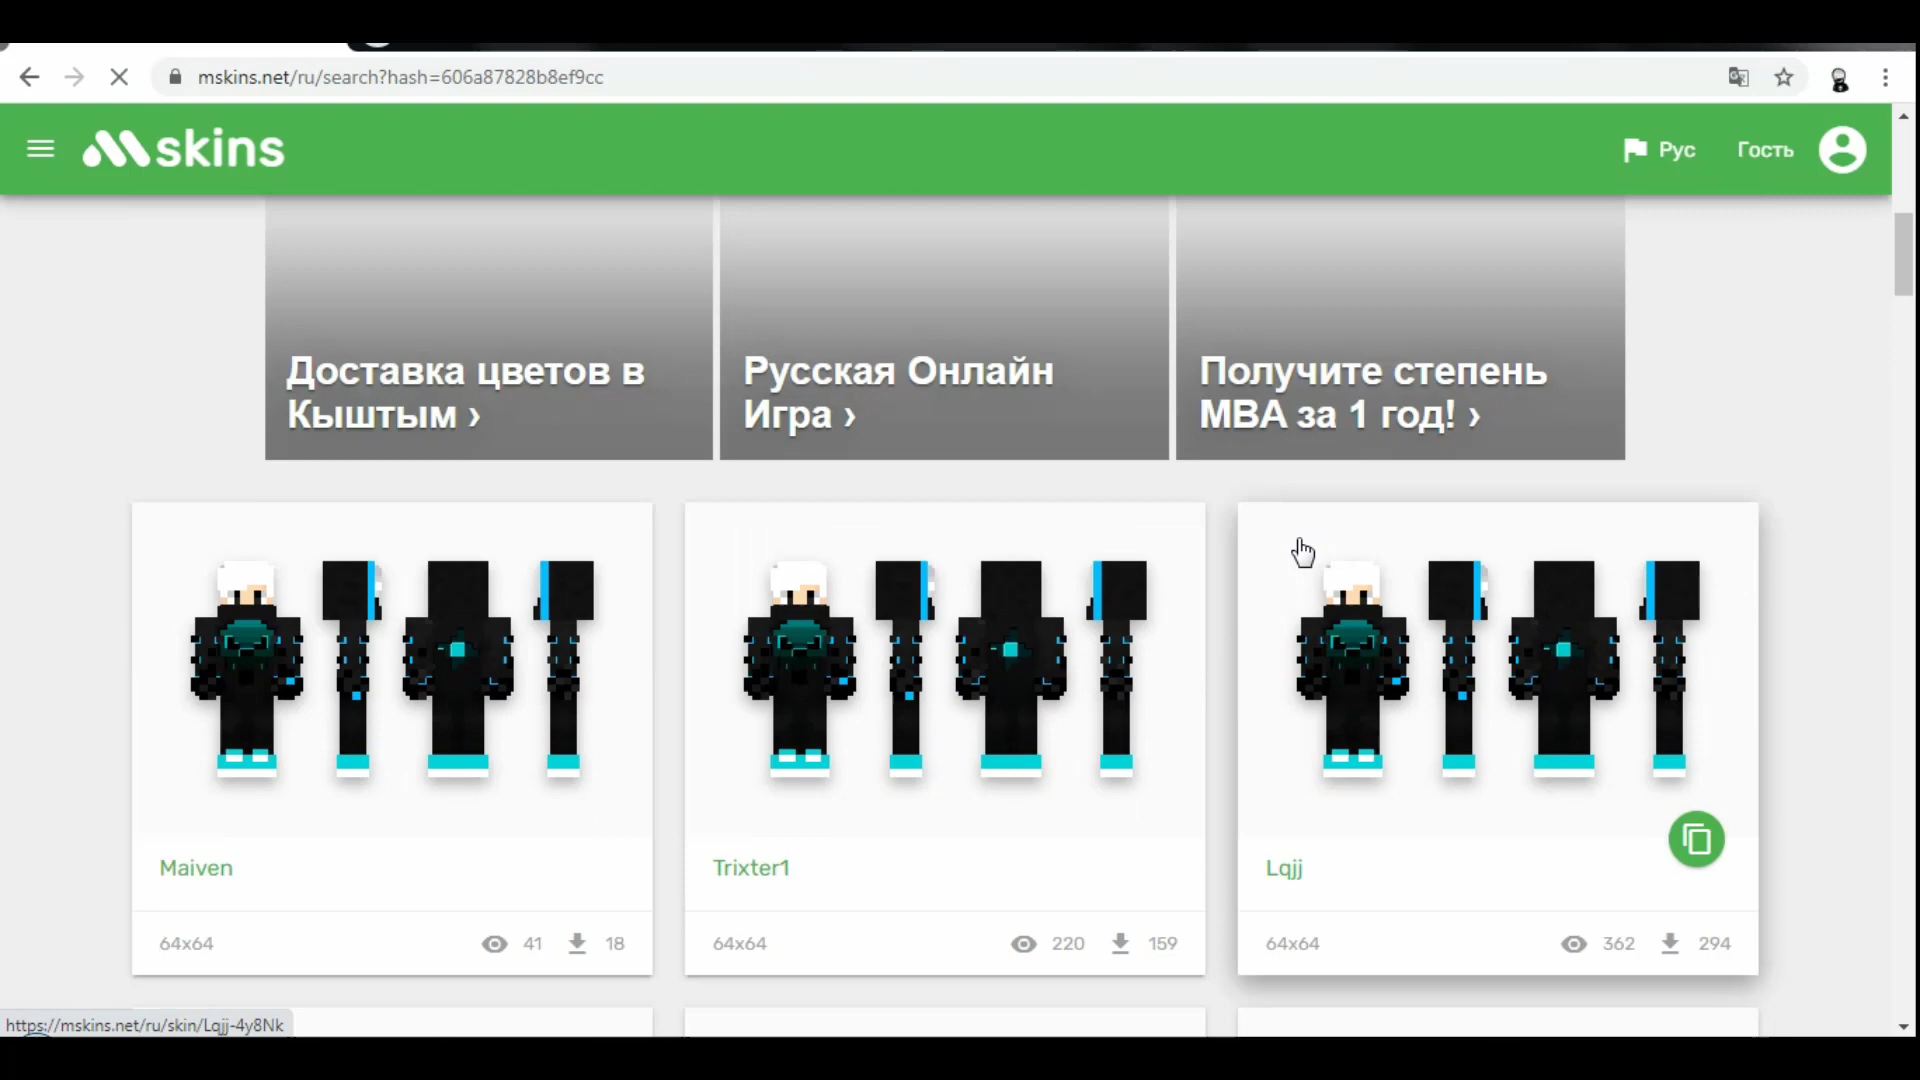 mskins.net/ru/search?hash=606a87828b8ef9cc
skins
Рус
Гость
Доставка цветов в
Кыштым ›
Русская Онлайн
Игра ›
Получите степень
MBA за 1 год! ›
Maiven
Trixter1
Lqjj
64x64
41
18
64x64
220
159
64x64
362
294
https://mskins.net/ru/skin/Lqjj-4y8Nk